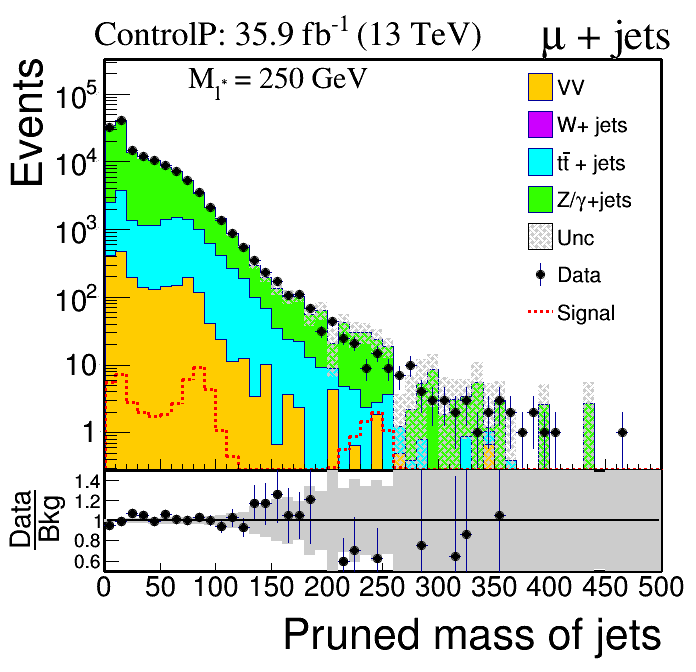 ControlP: 35.9 fb⁻¹ (13 TeV)
μ + jets
M_{l*} = 250 GeV
Events
10⁵
10⁴
10³
10²
10
1
VV
W+ jets
tt̄ + jets
Z/γ+jets
Unc
Data
Signal
Data
Bkg
1.4
1.2
1
0.8
0.6
0 50 100 150 200 250 300 350 400 450 500
Pruned mass of jets